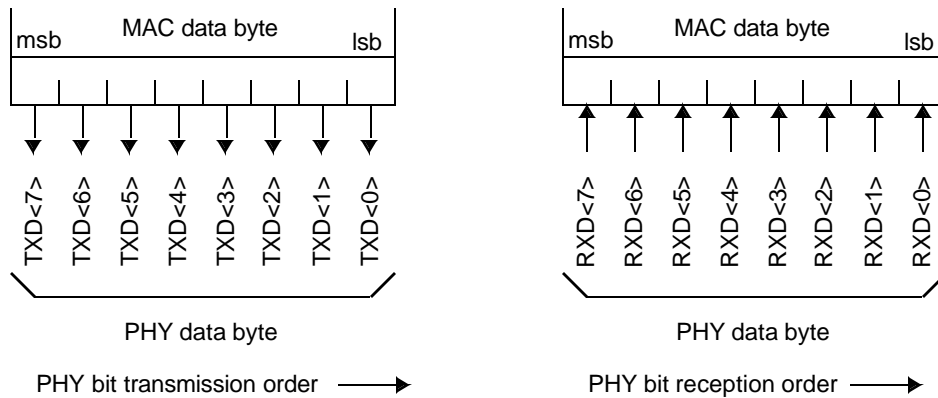 MAC data byte
msb
lsb
TXD<7>
TXD<6>
TXD<5>
TXD<4>
TXD<3>
TXD<2>
TXD<1>
TXD<0>
PHY data byte
PHY bit transmission order
MAC data byte
msb
lsb
RXD<7>
RXD<6>
RXD<5>
RXD<4>
RXD<3>
RXD<2>
RXD<1>
RXD<0>
PHY data byte
PHY bit reception order